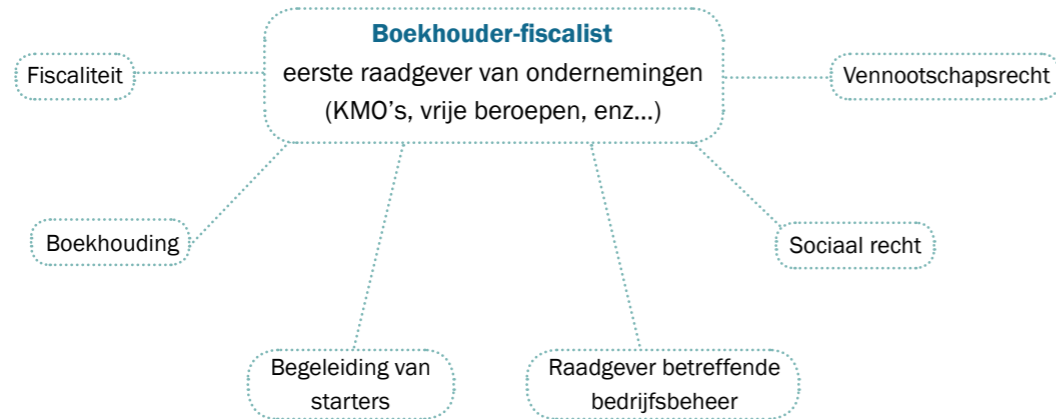 Boekhouder-fiscalist
eerste raadgever van ondernemingen
(KMO's, vrije beroepen, enz...)
Fiscaliteit
Vennootschapsrecht
Boekhouding
Sociaal recht
Begeleiding van
starters
Raadgever betreffende
bedrijfsbeheer